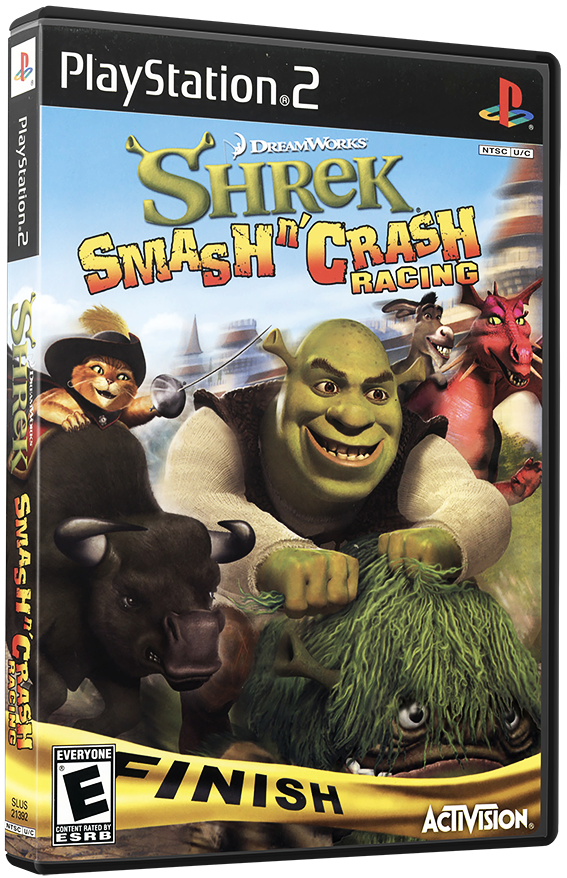 PlayStation®2
NTSC U/C
DREAMWORKS
SHREK
SMASH n' CRASH
RACING
FINISH
EVERYONE
E
®
CONTENT RATED BY
ESRB
ACTIVISION®
PlayStation®2
DREAMWORKS
SHREK
SMASH n' CRASH
RACING
SLUS
21392
NTSC U/C